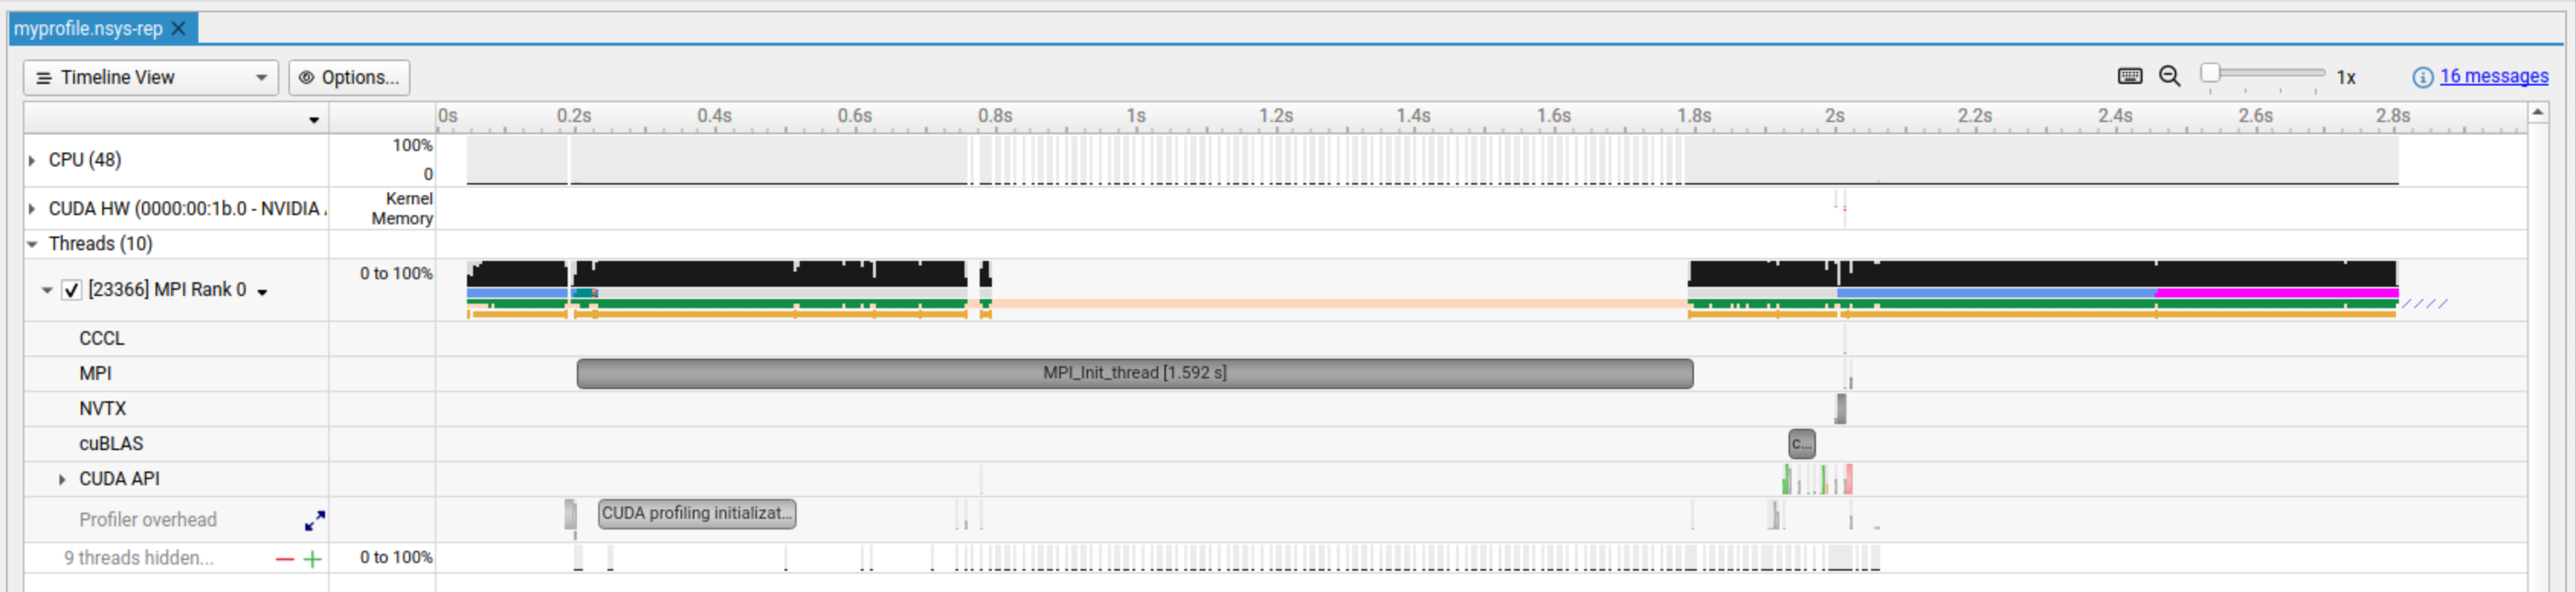 myprofile.nsys-rep
Timeline View Options... 1x 16 messages
0s 0.2s 0.4s 0.6s 0.8s 1s 1.2s 1.4s 1.6s 1.8s 2s 2.2s 2.4s 2.6s 2.8s
CPU (48) 100%
0
CUDA HW (0000:00:1b.0 - NVIDIA Kernel
Memory
Threads (10)
[23366] MPI Rank 0 0 to 100%
CCCL
MPI MPI_Init_thread [1.592 s]
NVTX
cuBLAS c...
CUDA API
Profiler overhead CUDA profiling initializat...
9 threads hidden... 0 to 100%